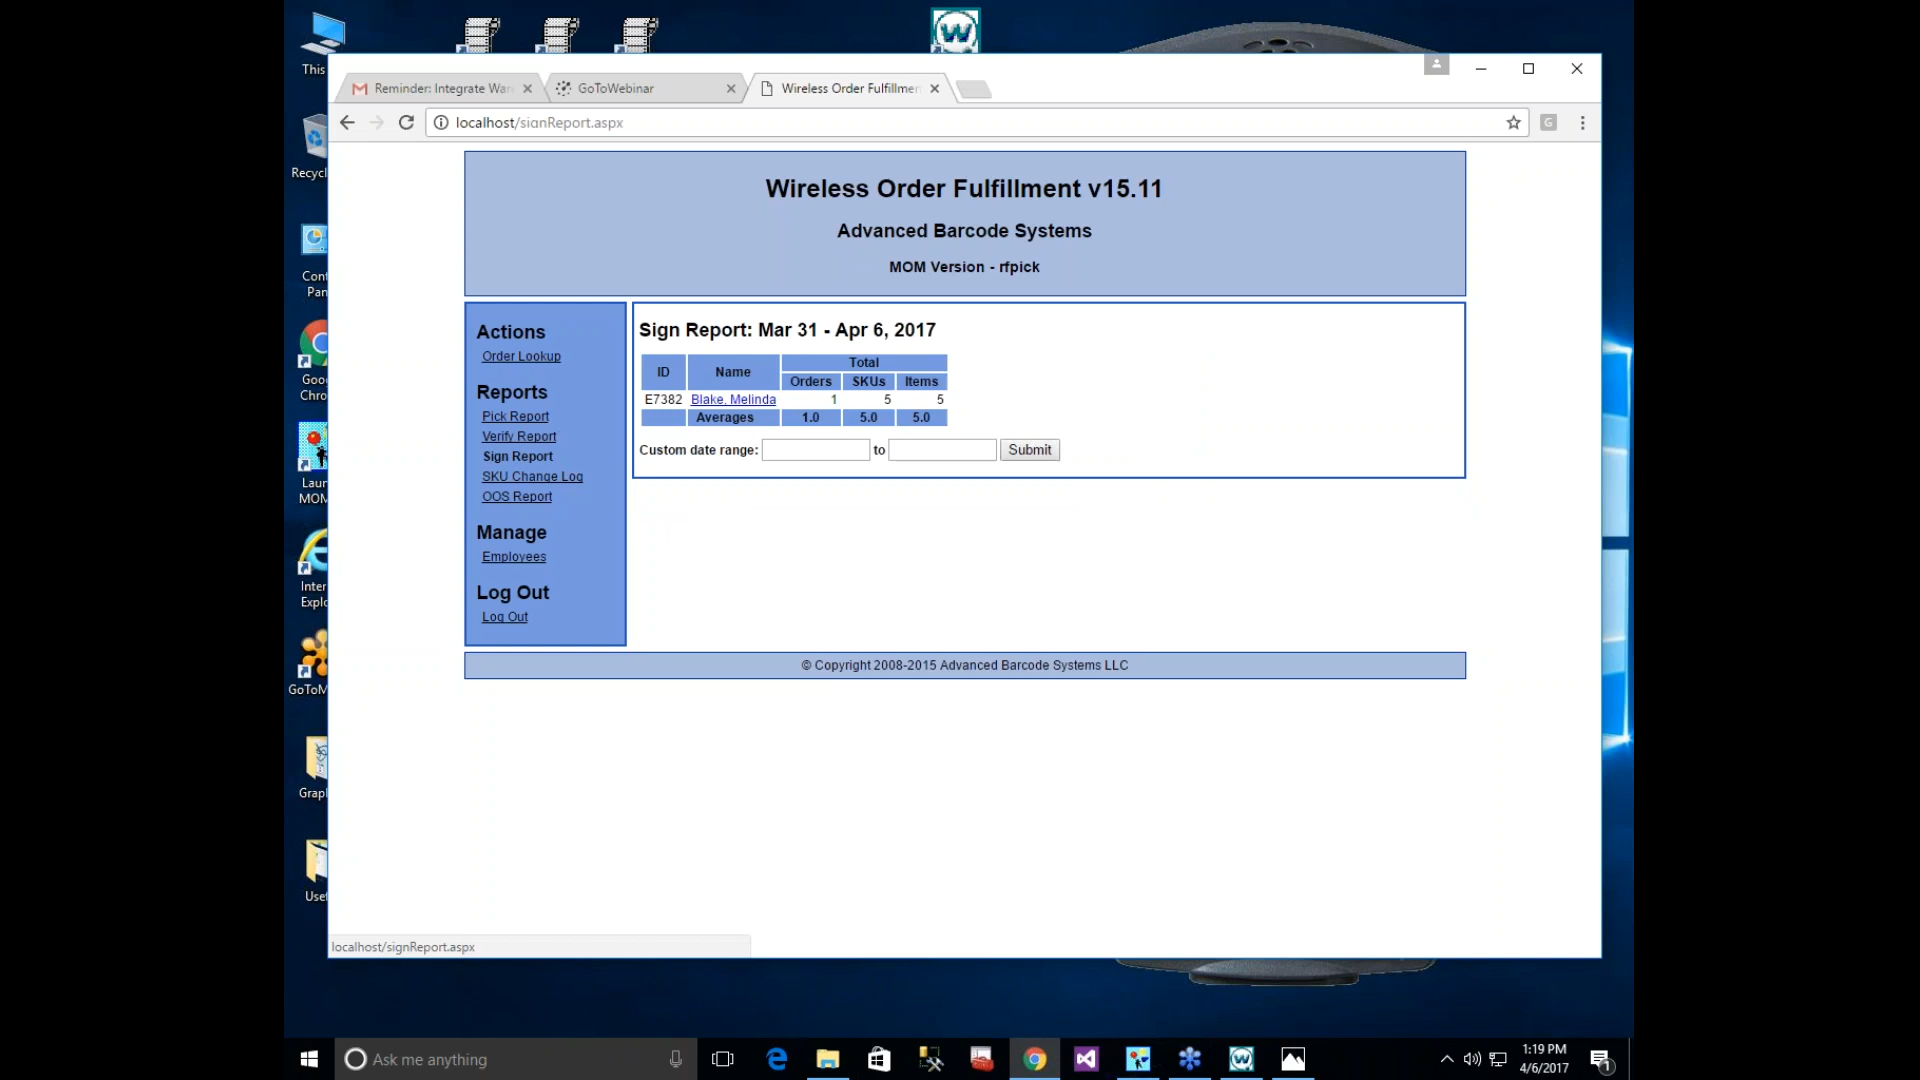 This
Recycl
Cont
Pan
Goog
Chro
Laun
MOM
Inter
Explo
GoToM
Graph
Usef
Reminder: Integrate War
GoToWebinar
Wireless Order Fulfillmen
localhost/signReport.aspx
Wireless Order Fulfillment v15.11
Advanced Barcode Systems
MOM Version - rfpick
Actions
Order Lookup
Reports
Pick Report
Verify Report
Sign Report
SKU Change Log
OOS Report
Manage
Employees
Log Out
Log Out
Sign Report: Mar 31 - Apr 6, 2017
ID Name Total
Orders SKUs Items
E7382 Blake, Melinda 1 5 5
Averages 1.0 5.0 5.0
Custom date range: to Submit
© Copyright 2008-2015 Advanced Barcode Systems LLC
localhost/signReport.aspx
Ask me anything
1:19 PM
4/6/2017
1